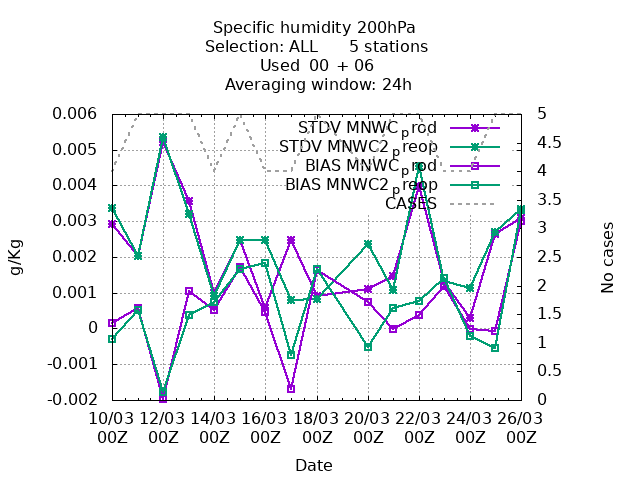 Specific humidity 200hPa
Selection: ALL 5 stations
Used 00 + 06
Averaging window: 24h
0.006
0.005
0.004
0.003
0.002
0.001
0
-0.001
-0.002
g/Kg
STDV MNWC_prod
STDV MNWC2_preop
BIAS MNWC_prod
BIAS MNWC2_preop
CASES
5
4.5
4
3.5
3
2.5
2
1.5
1
0.5
0
No cases
10/03 12/03 14/03 16/03 18/03 20/03 22/03 24/03 26/03
00Z 00Z 00Z 00Z 00Z 00Z 00Z 00Z 00Z
Date